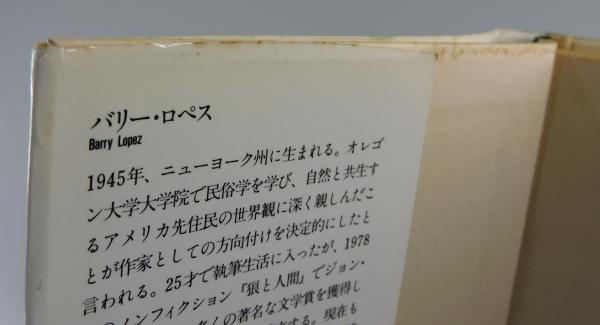 バリー・ロペス
Barry Lopez
1945年、ニューヨーク州に生まれる。オレゴ
ン大学大学院で民俗学を学び、自然と共生す
るアメリカ先住民の世界観に深く親しんだこ
とが作家としての方向付けを決定的にしたと
言われる。25才で執筆生活に入ったが、1978
のノンフィクション『狼と人間』でジョン・
の著名な文学賞を獲得し
する。現在も